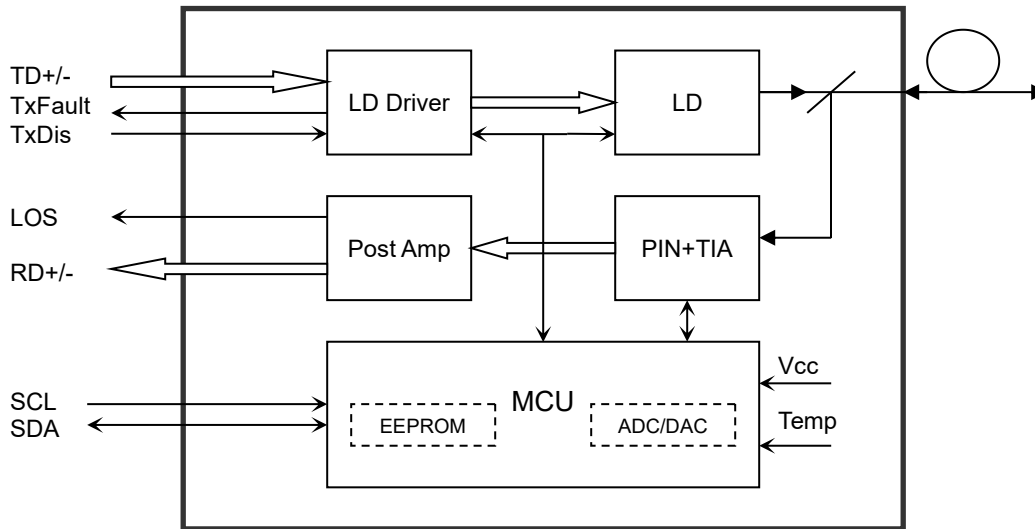 TD+/-
TxFault
TxDis
LD Driver
LD
LOS
RD+/-
Post Amp
PIN+TIA
SCL
SDA
MCU
EEPROM
ADC/DAC
Vcc
Temp